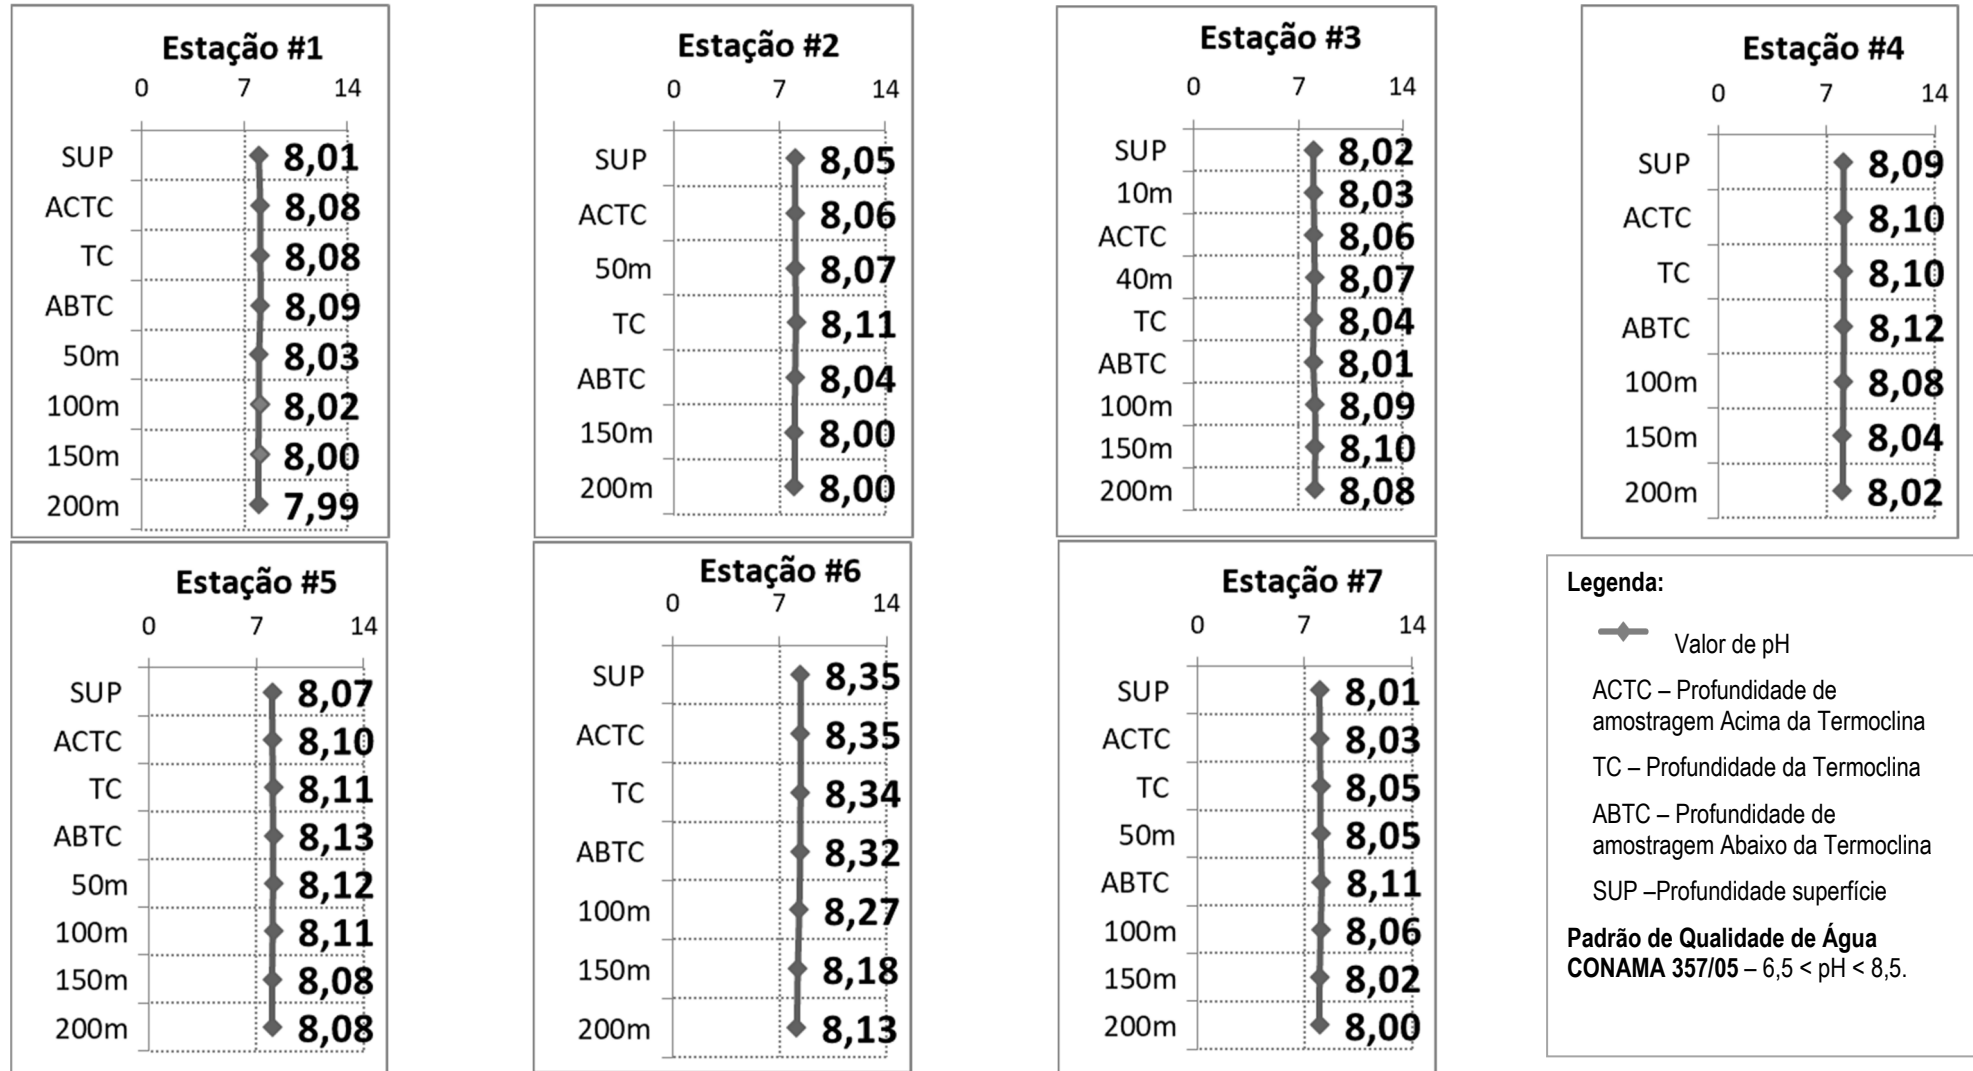 Estação #1
0 7 14
SUP 8,01
ACTC 8,08
TC 8,08
ABTC 8,09
50m 8,03
100m 8,02
150m 8,00
200m 7,99
Estação #2
0 7 14
SUP 8,05
ACTC 8,06
50m 8,07
TC 8,11
ABTC 8,04
150m 8,00
200m 8,00
Estação #3
0 7 14
SUP 8,02
10m 8,03
ACTC 8,06
40m 8,07
TC 8,04
ABTC 8,01
100m 8,09
150m 8,10
200m 8,08
Estação #4
0 7 14
SUP 8,09
ACTC 8,10
TC 8,10
ABTC 8,12
100m 8,08
150m 8,04
200m 8,02
Estação #5
0 7 14
SUP 8,07
ACTC 8,10
TC 8,11
ABTC 8,13
50m 8,12
100m 8,11
150m 8,08
200m 8,08
Estação #6
0 7 14
SUP 8,35
ACTC 8,35
TC 8,34
ABTC 8,32
100m 8,27
150m 8,18
200m 8,13
Estação #7
0 7 14
SUP 8,01
ACTC 8,03
TC 8,05
50m 8,05
ABTC 8,11
100m 8,06
150m 8,02
200m 8,00
Legenda:
Valor de pH
ACTC – Profundidade de
amostragem Acima da Termoclina
TC – Profundidade da Termoclina
ABTC – Profundidade de
amostragem Abaixo da Termoclina
SUP –Profundidade superfície
Padrão de Qualidade de Água
CONAMA 357/05 – 6,5 < pH < 8,5.